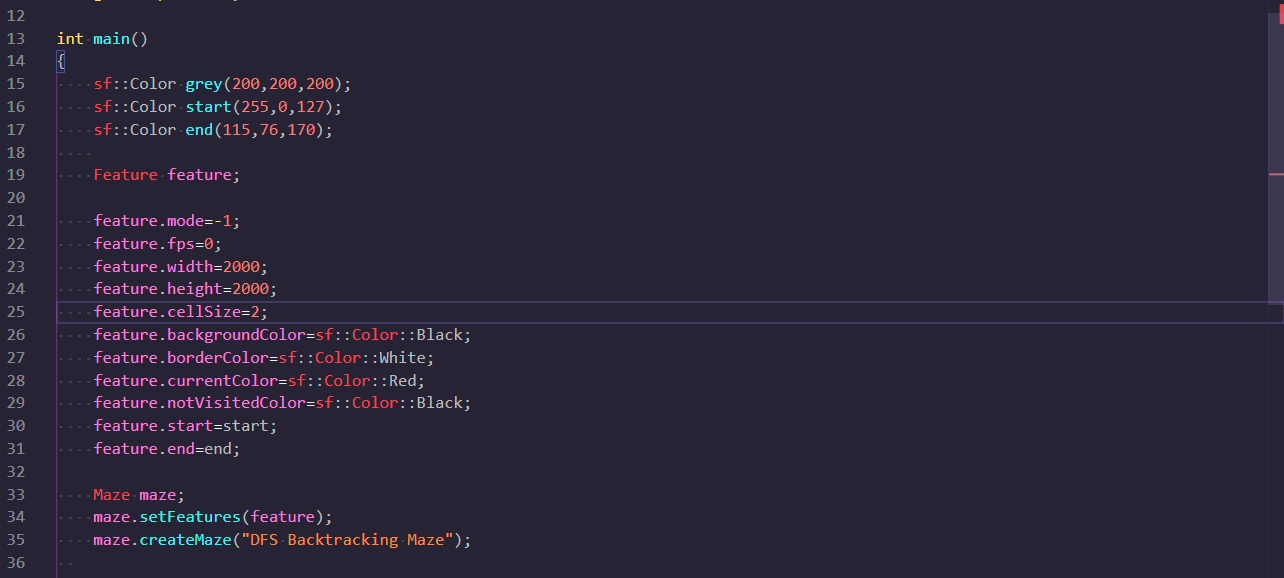 12
13 int main()
14 {
15 sf::Color grey(200,200,200);
16 sf::Color start(255,0,127);
17 sf::Color end(115,76,170);
18
19 Feature feature;
20
21 feature.mode=-1;
22 feature.fps=0;
23 feature.width=2000;
24 feature.height=2000;
25 feature.cellSize=2;
26 feature.backgroundColor=sf::Color::Black;
27 feature.borderColor=sf::Color::White;
28 feature.currentColor=sf::Color::Red;
29 feature.notVisitedColor=sf::Color::Black;
30 feature.start=start;
31 feature.end=end;
32
33 Maze maze;
34 maze.setFeatures(feature);
35 maze.createMaze("DFS Backtracking Maze");
36